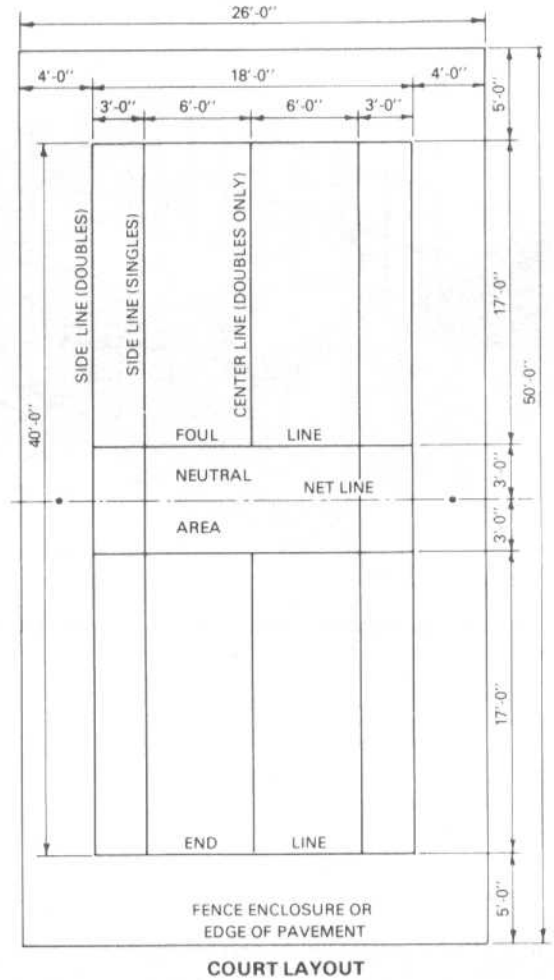 26'-0"
4'-0"
18'-0"
4'-0"
3'-0"
6'-0"
6'-0"
3'-0"
5'-0"
SIDE LINE (DOUBLES)
SIDE LINE (SINGLES)
CENTER LINE (DOUBLES ONLY)
17'-0"
40'-0"
50'-0"
FOUL LINE
NEUTRAL
NET LINE
3'-0"
AREA
3'-0"
17'-0"
END LINE
5'-0"
FENCE ENCLOSURE OR
EDGE OF PAVEMENT
COURT LAYOUT